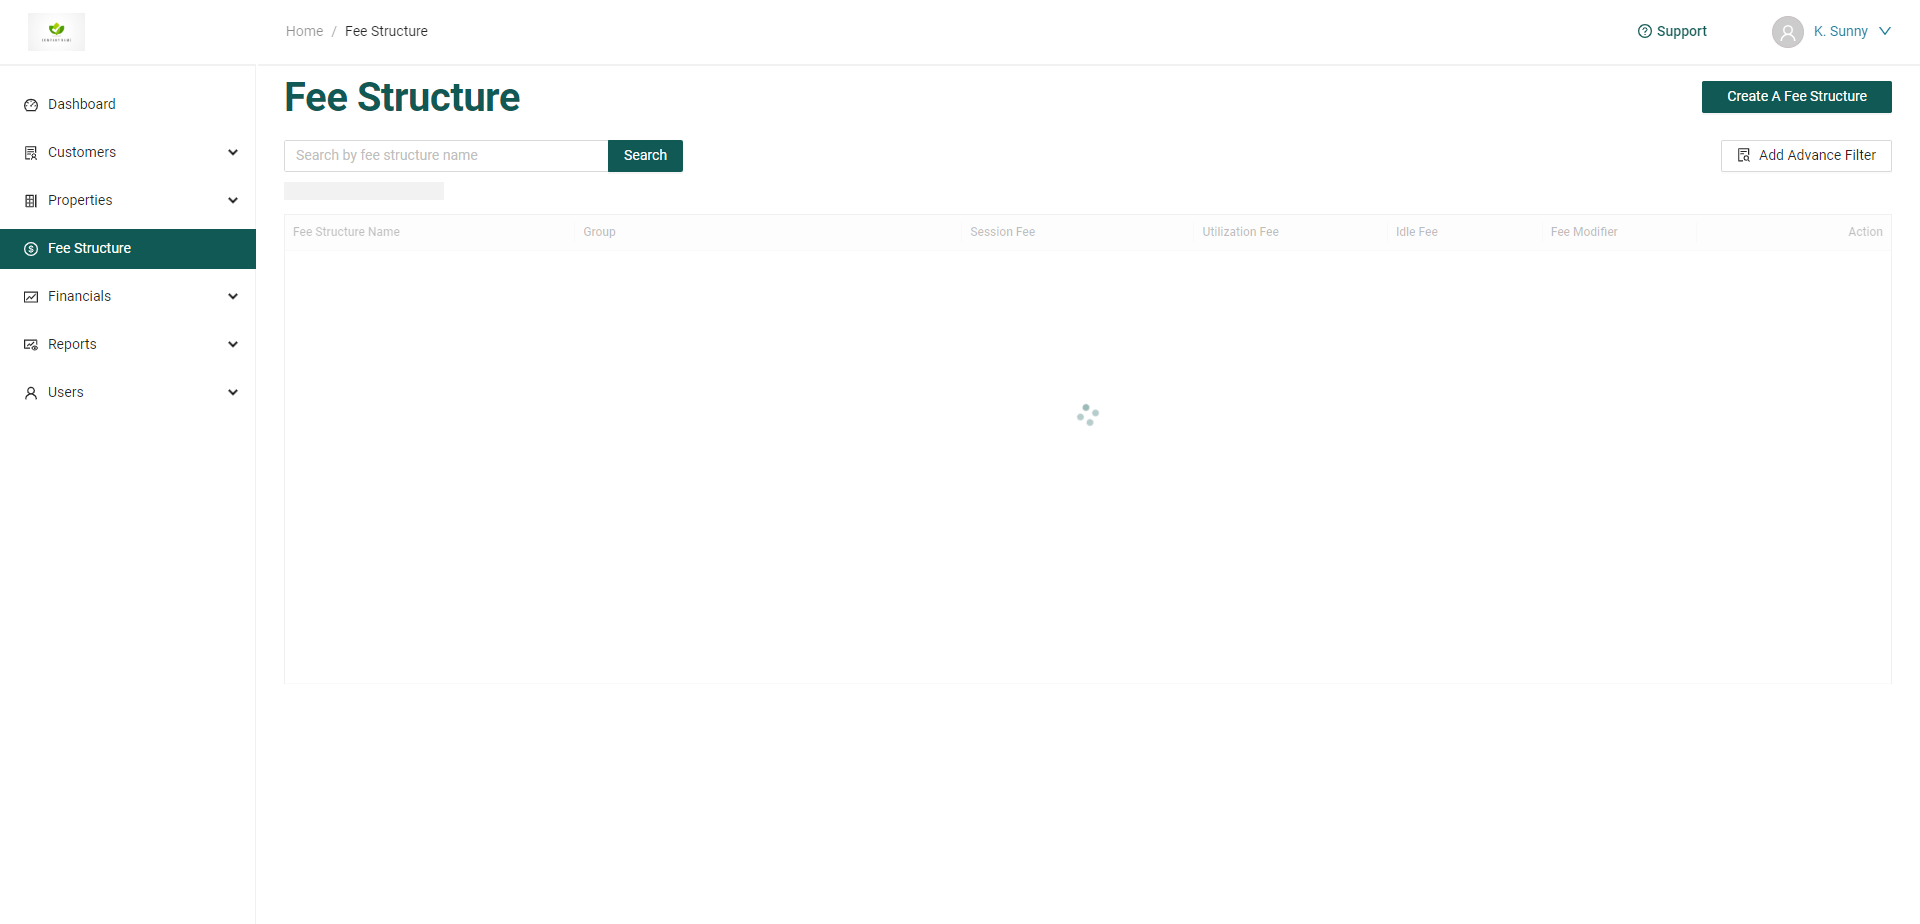 Home / Fee Structure
Support
K. Sunny
Dashboard
Customers
Properties
Fee Structure
Financials
Reports
Users
Fee Structure
Create A Fee Structure
Search by fee structure name
Search
Add Advance Filter
Fee Structure Name Group Session Fee Utilization Fee Idle Fee Fee Modifier Action